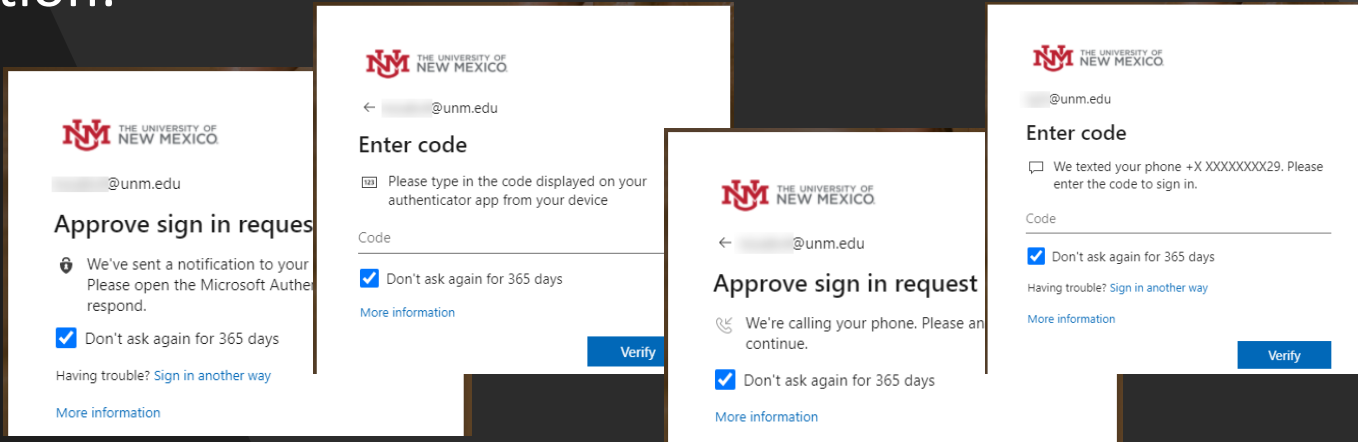 THE UNIVERSITY OF
NEW MEXICO
@unm.edu
Approve sign in reques
We've sent a notification to your
Please open the Microsoft Authe
respond.
Don't ask again for 365 days
Having trouble? Sign in another way
More information
THE UNIVERSITY OF
NEW MEXICO
@unm.edu
Enter code
123
Please type in the code displayed on your
authenticator app from your device
Code
Don't ask again for 365 days
More information
Verify
THE UNIVERSITY OF
NEW MEXICO
@unm.edu
Approve sign in request
We're calling your phone. Please an
continue.
Don't ask again for 365 days
More information
THE UNIVERSITY OF
NEW MEXICO
@unm.edu
Enter code
We texted your phone +X XXXXXXXX29. Please
enter the code to sign in.
Code
Don't ask again for 365 days
Having trouble? Sign in another way
More information
Verify